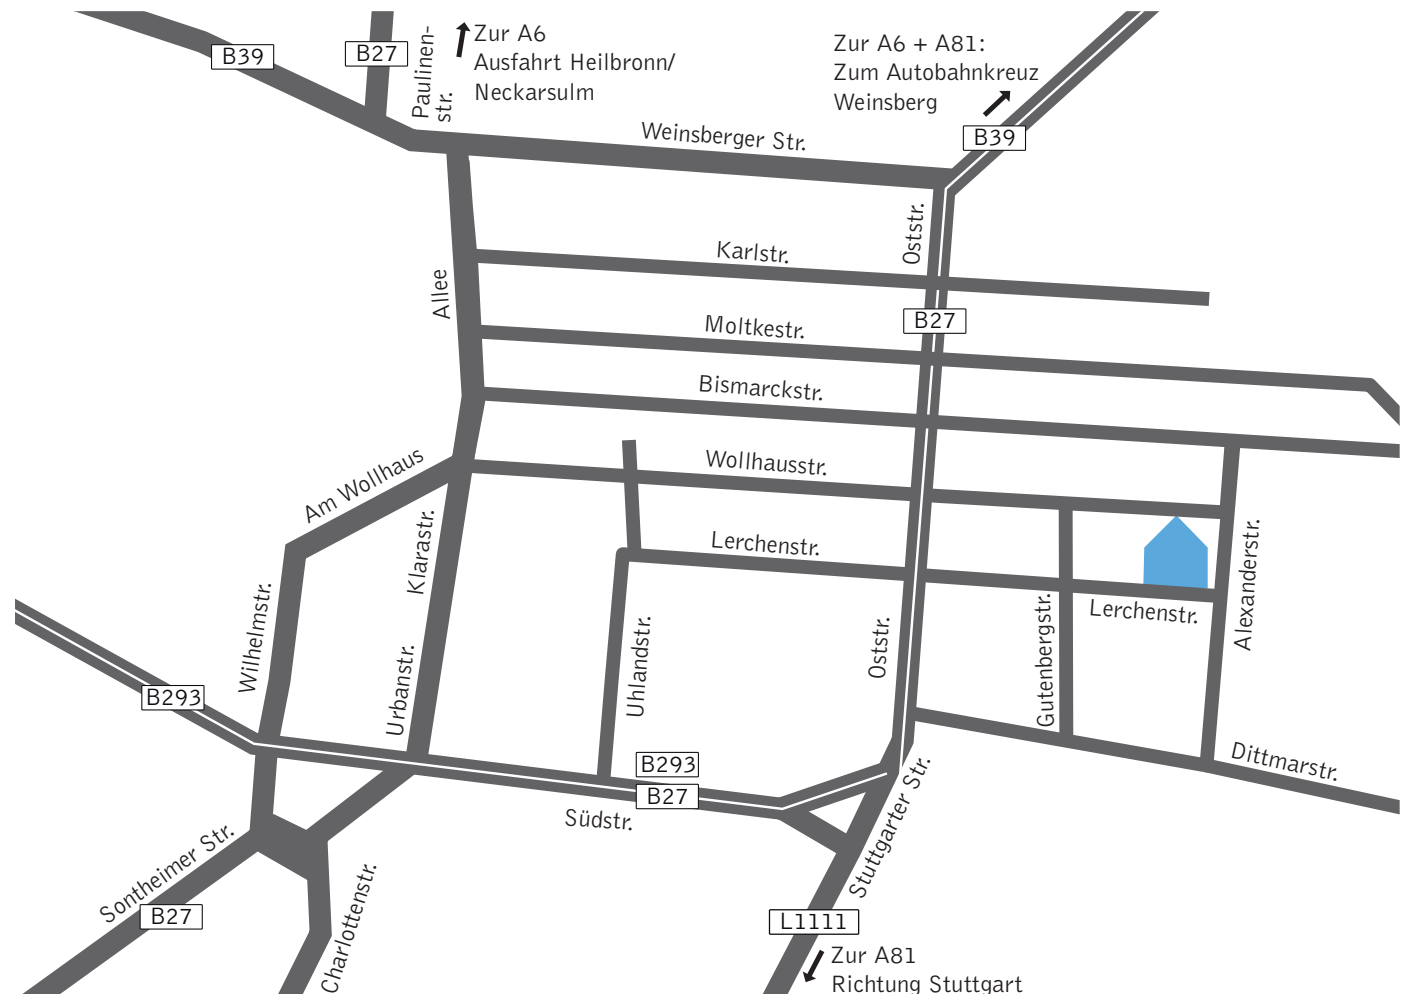 B39
B27
Paulinen-
str.
Zur A6
Ausfahrt Heilbronn/
Neckarsulm
Zur A6 + A81:
Zum Autobahnkreuz
Weinsberg
B39
Weinsberger Str.
Oststr.
Karlstr.
Allee
B27
Moltkestr.
Bismarckstr.
Am Wollhaus
Wollhausstr.
Klarastr.
Lerchenstr.
Alexanderstr.
Lerchenstr.
Wilhelmstr.
Gutenbergstr.
Uhlandstr.
Oststr.
Urbanstr.
B293
B293
B27
Dittmarstr.
Südstr.
Stuttgarter Str.
Sontheimer Str.
B27
Charlottenstr.
L1111
Zur A81
Richtung Stuttgart